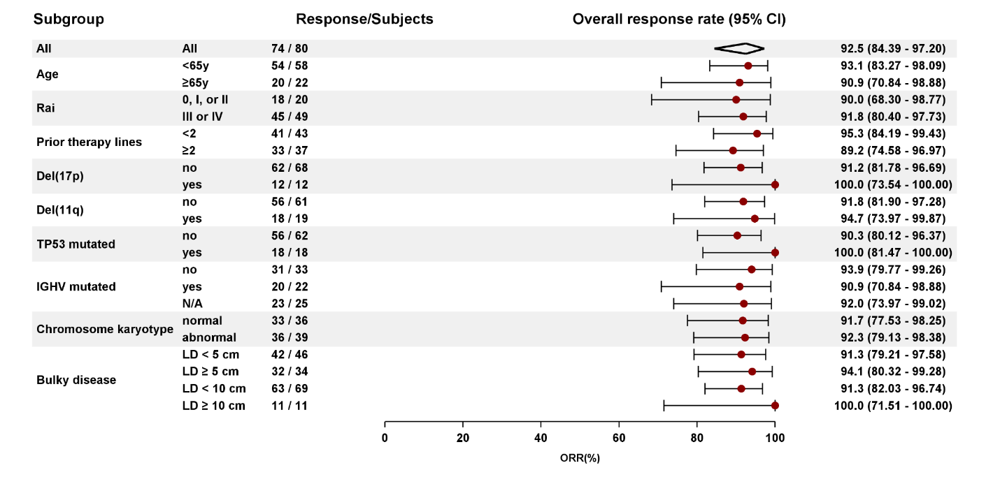 Subgroup Response/Subjects Overall response rate (95% CI)
All All 74 / 80 92.5 (84.39 - 97.20)
Age <65y 54 / 58 93.1 (83.27 - 98.09)
≥65y 20 / 22 90.9 (70.84 - 98.88)
Rai 0, I, or II 18 / 20 90.0 (68.30 - 98.77)
III or IV 45 / 49 91.8 (80.40 - 97.73)
Prior therapy lines <2 41 / 43 95.3 (84.19 - 99.43)
≥2 33 / 37 89.2 (74.58 - 96.97)
Del(17p) no 62 / 68 91.2 (81.78 - 96.69)
yes 12 / 12 100.0 (73.54 - 100.00)
Del(11q) no 56 / 61 91.8 (81.90 - 97.28)
yes 18 / 19 94.7 (73.97 - 99.87)
TP53 mutated no 56 / 62 90.3 (80.12 - 96.37)
yes 18 / 18 100.0 (81.47 - 100.00)
no 31 / 33 93.9 (79.77 - 99.26)
IGHV mutated yes 20 / 22 90.9 (70.84 - 98.88)
N/A 23 / 25 92.0 (73.97 - 99.02)
Chromosome karyotype normal 33 / 36 91.7 (77.53 - 98.25)
abnormal 36 / 39 92.3 (79.13 - 98.38)
LD < 5 cm 42 / 46 91.3 (79.21 - 97.58)
Bulky disease LD ≥ 5 cm 32 / 34 94.1 (80.32 - 99.28)
LD < 10 cm 63 / 69 91.3 (82.03 - 96.74)
LD ≥ 10 cm 11 / 11 100.0 (71.51 - 100.00)
0 20 40 60 80 100
ORR(%)